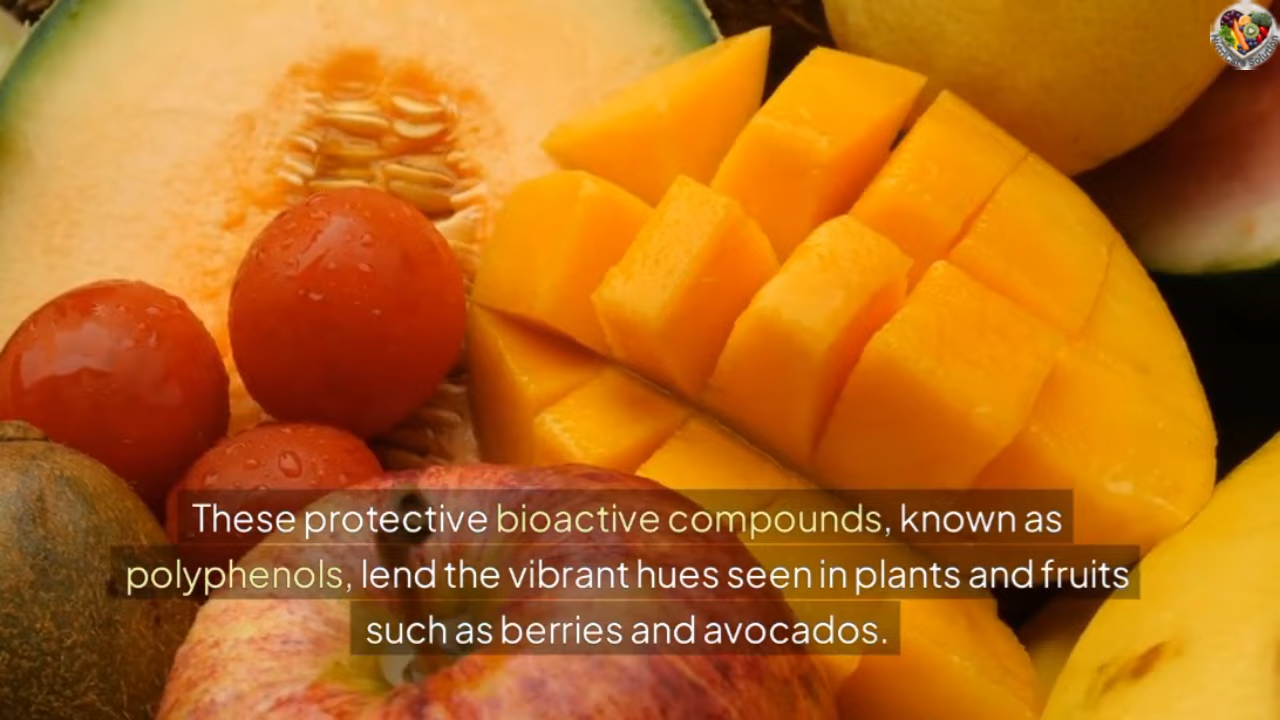 These protective bioactive compounds, known as
polyphenols, lend the vibrant hues seen in plants and fruits
such as berries and avocados.